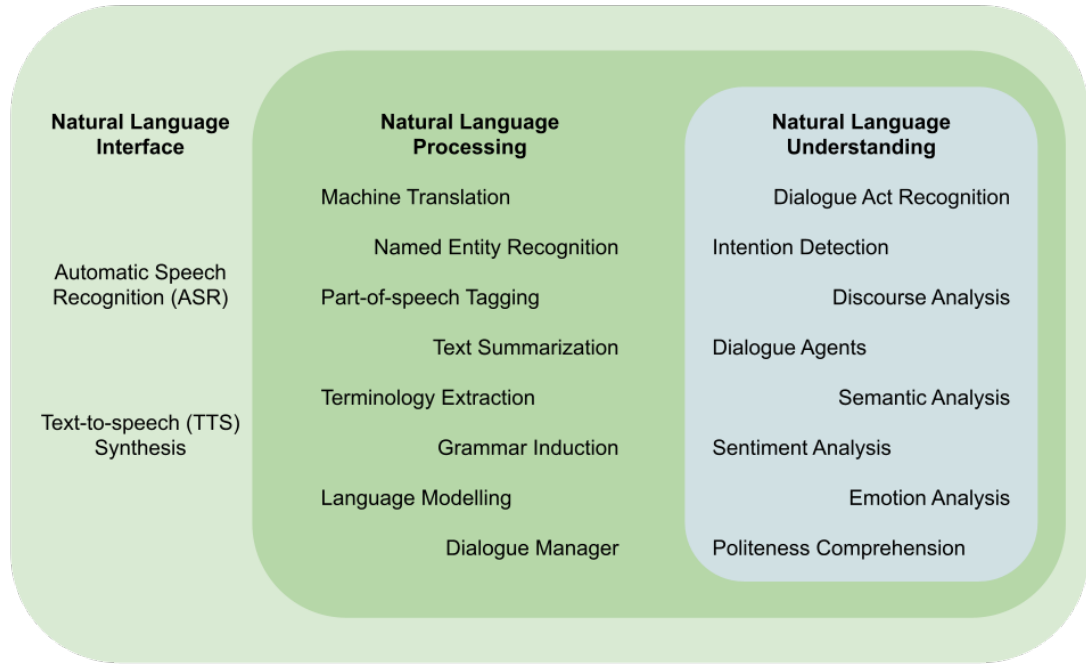 Natural Language
Interface
Automatic Speech
Recognition (ASR)
Text-to-speech (TTS)
Synthesis
Natural Language
Processing
Machine Translation
Named Entity Recognition
Part-of-speech Tagging
Text Summarization
Terminology Extraction
Grammar Induction
Language Modelling
Dialogue Manager
Natural Language
Understanding
Dialogue Act Recognition
Intention Detection
Discourse Analysis
Dialogue Agents
Semantic Analysis
Sentiment Analysis
Emotion Analysis
Politeness Comprehension